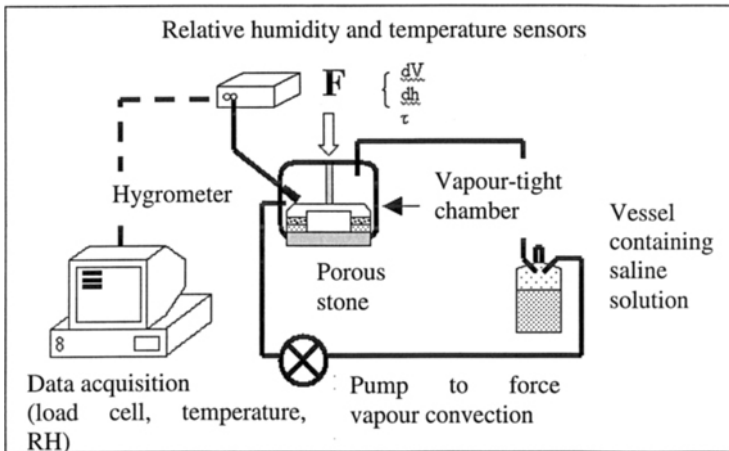 Relative humidity and temperature sensors
F
dV
dh
τ
Hygrometer
Vapour-tight
chamber
Vessel
containing
saline
solution
Porous
stone
8
Data acquisition
(load cell, temperature,
RH)
Pump to force
vapour convection